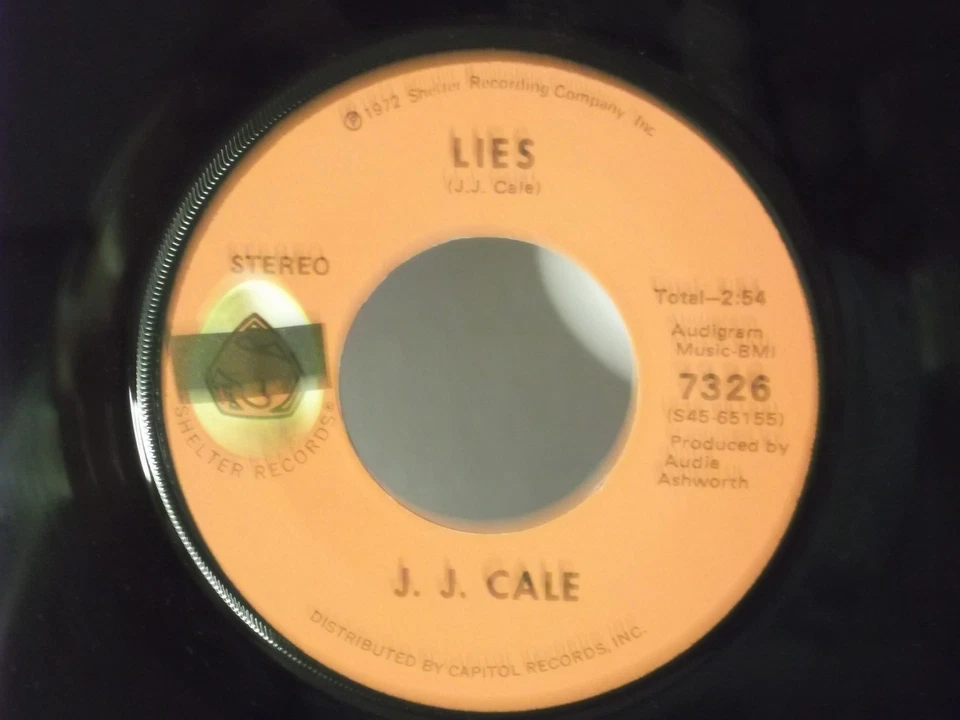 ℗ 1972 Shelter Recording Company Inc.
LIES
(J.J. Cale)
STEREO
SHELTER RECORDS®
Total—2:54
Audigram
Music-BMI
7326
(S45-65155)
Produced by
Audie
Ashworth
J. J. CALE
DISTRIBUTED BY CAPITOL RECORDS, INC.